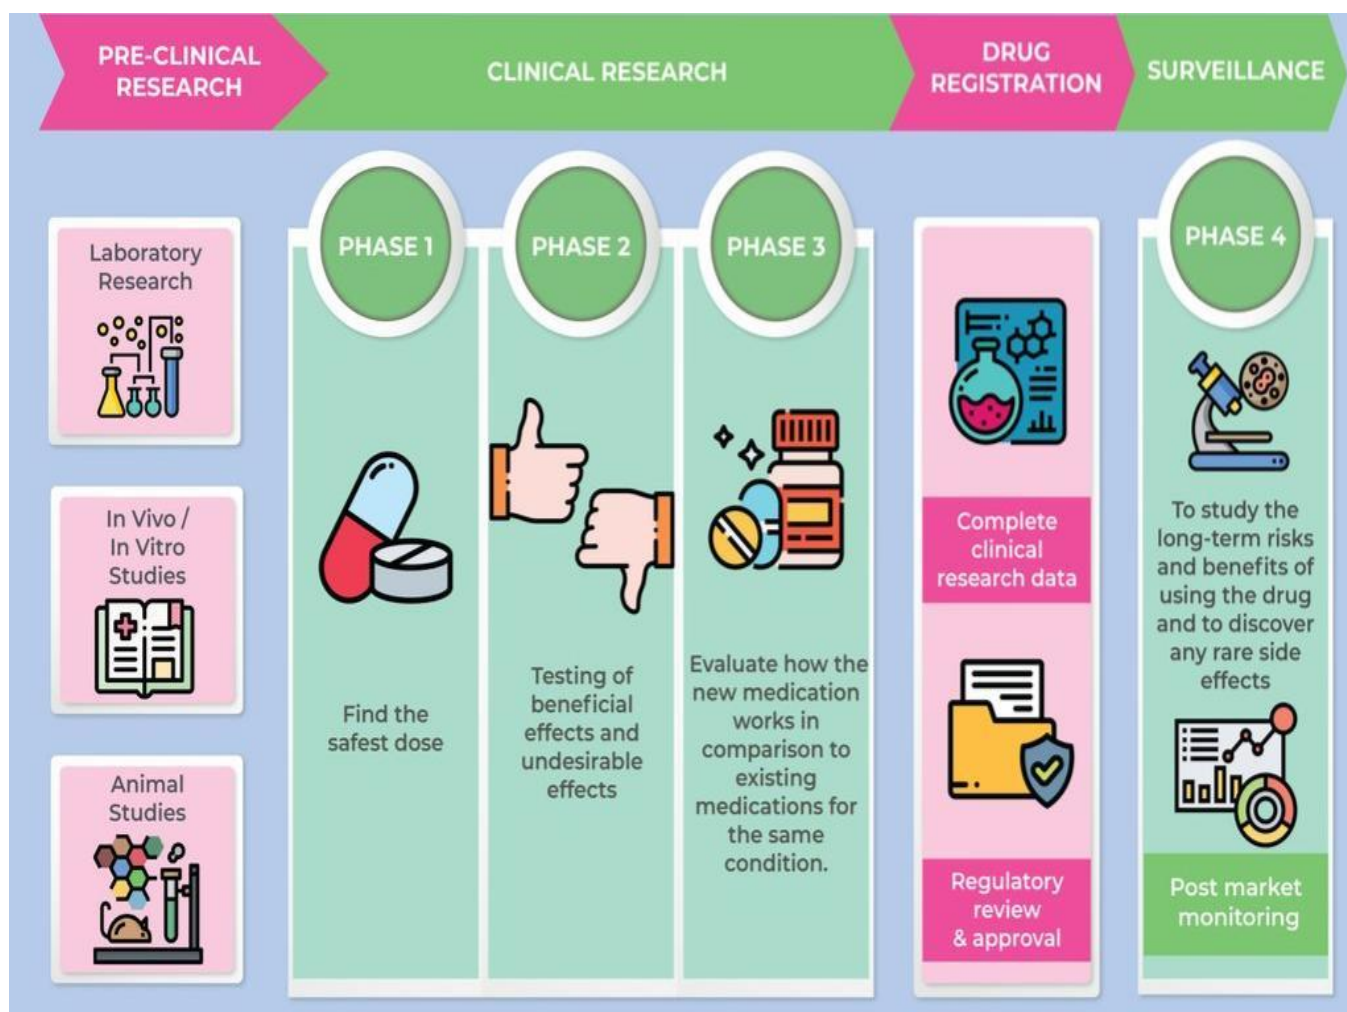 PRE-CLINICAL
RESEARCH
CLINICAL RESEARCH
DRUG
REGISTRATION
SURVEILLANCE
Laboratory
Research
In Vivo /
In Vitro
Studies
Animal
Studies
PHASE 1
Find the
safest dose
PHASE 2
Testing of
beneficial
effects and
undesirable
effects
PHASE 3
Evaluate how the
new medication
works in
comparison to
existing
medications for
the same
condition.
Complete
clinical
research data
Regulatory
review
& approval
PHASE 4
To study the
long-term risks
and benefits of
using the drug
and to discover
any rare side
effects
Post market
monitoring